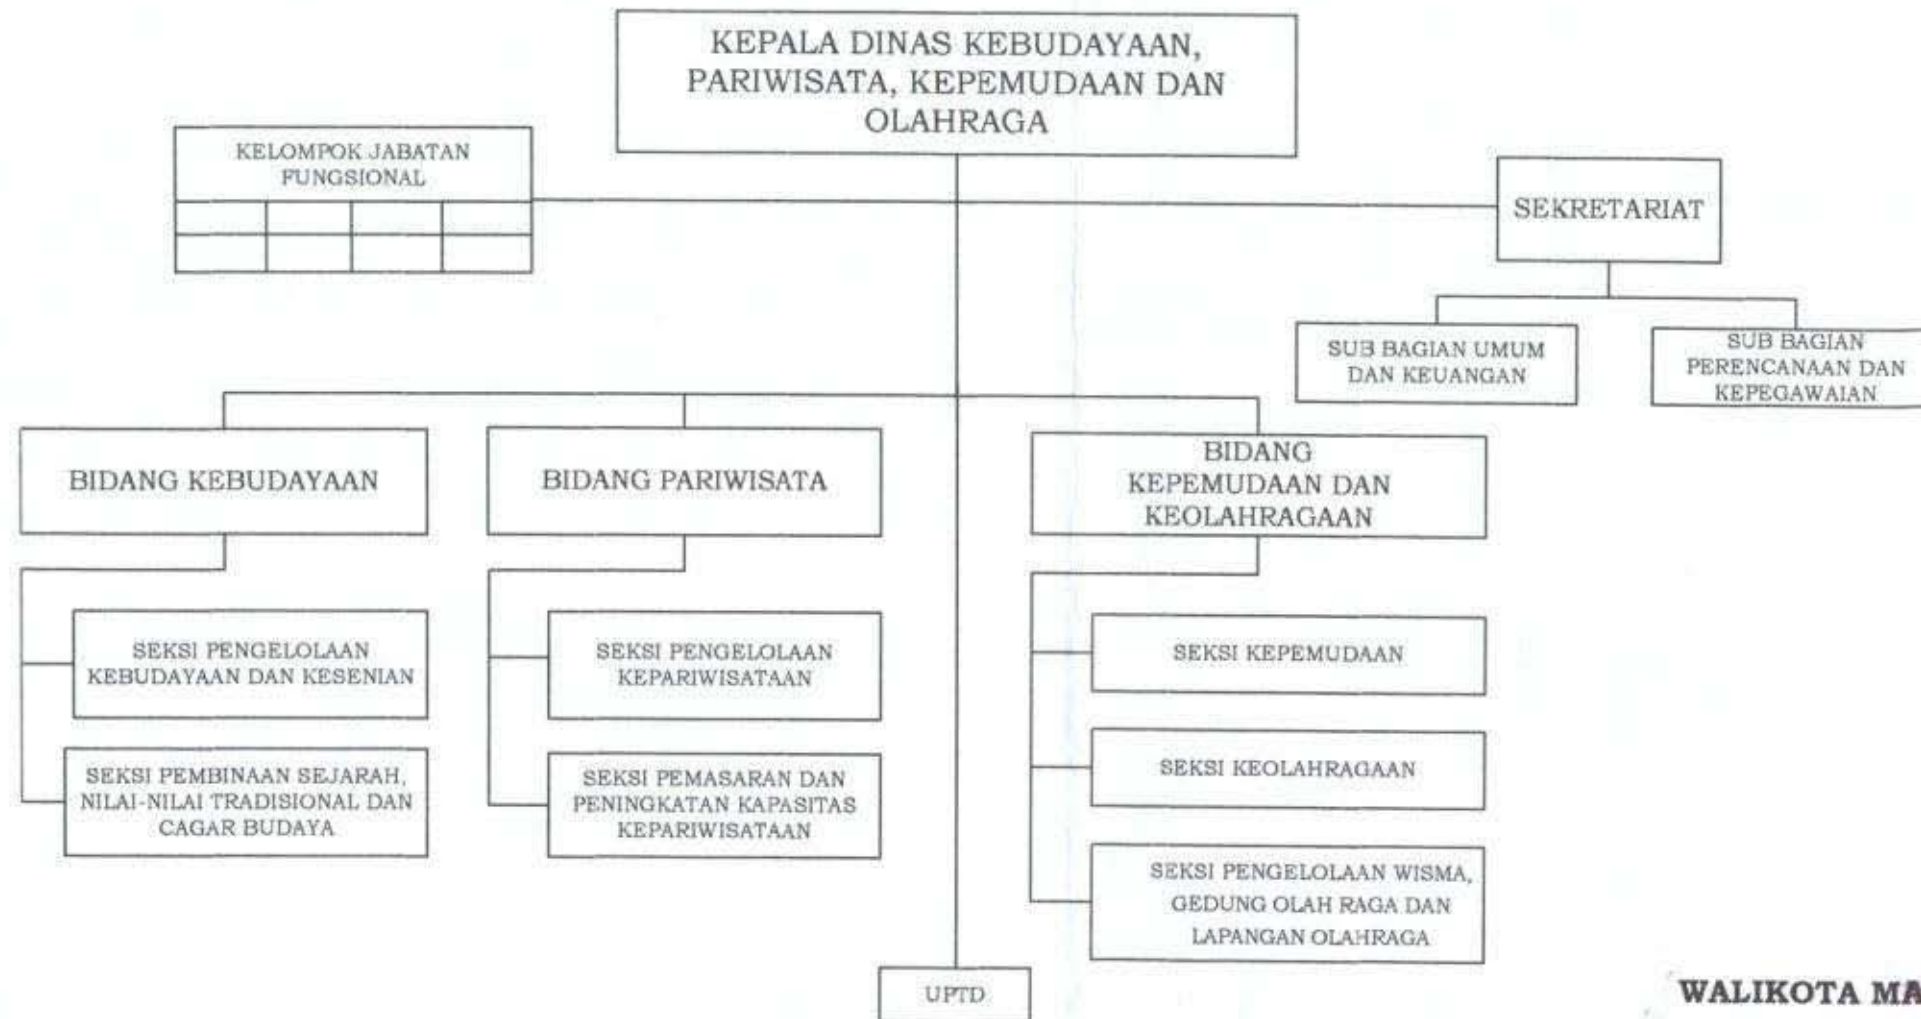 KEPALA DINAS KEBUDAYAAN,
PARIWISATA, KEPEMUDAAN DAN
OLAHRAGA
KELOMPOK JABATAN
FUNGSIONAL
SEKRETARIAT
SUB BAGIAN UMUM
DAN KEUANGAN
SUB BAGIAN
PERENCANAAN DAN
KEPEGAWAIAN
BIDANG KEBUDAYAAN
BIDANG PARIWISATA
BIDANG
KEPEMUDAAN DAN
KEOLAHRAGAAN
SEKSI PENGELOLAAN
KEBUDAYAAN DAN KESENIAN
SEKSI PENGELOLAAN
KEPARIWISATAAN
SEKSI KEPEMUDAAN
SEKSI PEMBINAAN SEJARAH,
NILAI-NILAI TRADISIONAL DAN
CAGAR BUDAYA
SEKSI PEMASARAN DAN
PENINGKATAN KAPASITAS
KEPARIWISATAAN
SEKSI KEOLAHRAGAAN
SEKSI PENGELOLAAN WISMA,
GEDUNG OLAH RAGA DAN
LAPANGAN OLAHRAGA
UPTD
WALIKOTA MA